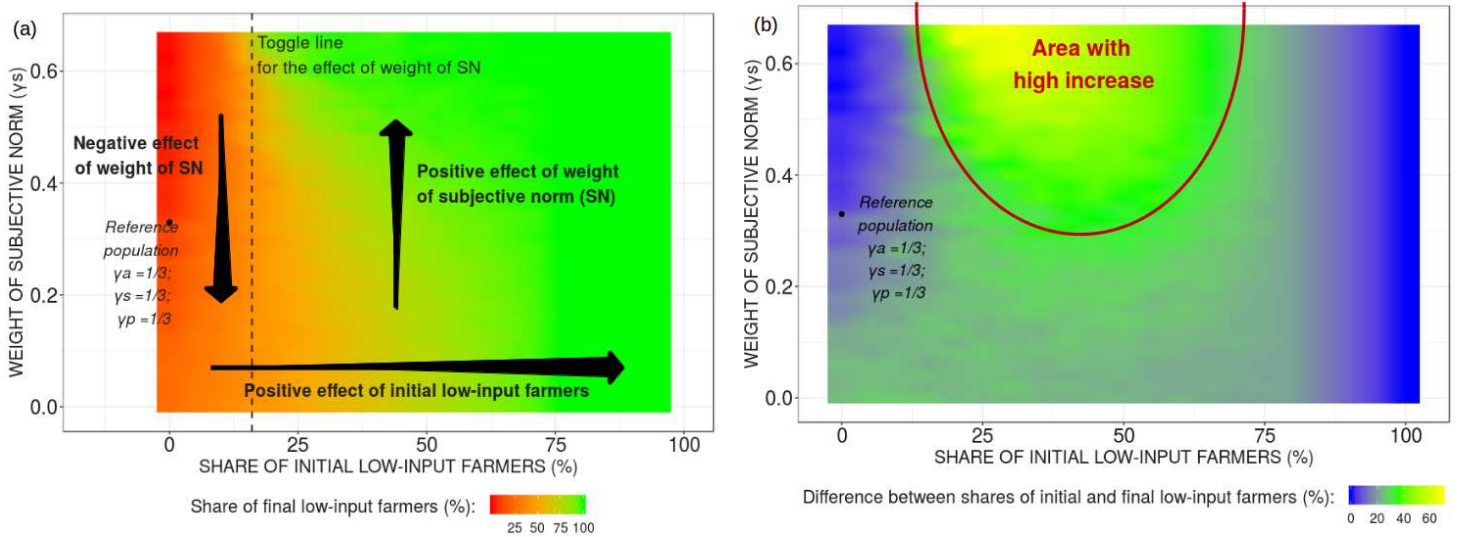 (a)
WEIGHT OF SUBJECTIVE NORM (γs)
0.6
0.4
0.2
0.0
Toggle line
for the effect of weight of SN
Negative effect
of weight of SN
Positive effect of weight
of subjective norm (SN)
Reference
population
γa =1/3;
γs =1/3;
γp =1/3
Positive effect of initial low-input farmers
0 25 50 75 100
SHARE OF INITIAL LOW-INPUT FARMERS (%)
Share of final low-input farmers (%):
25 50 75 100
(b)
WEIGHT OF SUBJECTIVE NORM (γs)
0.6
0.4
0.2
0.0
Area with
high increase
Reference
population
γa =1/3;
γs =1/3;
γp =1/3
0 25 50 75 100
SHARE OF INITIAL LOW-INPUT FARMERS (%)
Difference between shares of initial and final low-input farmers (%):
0 20 40 60